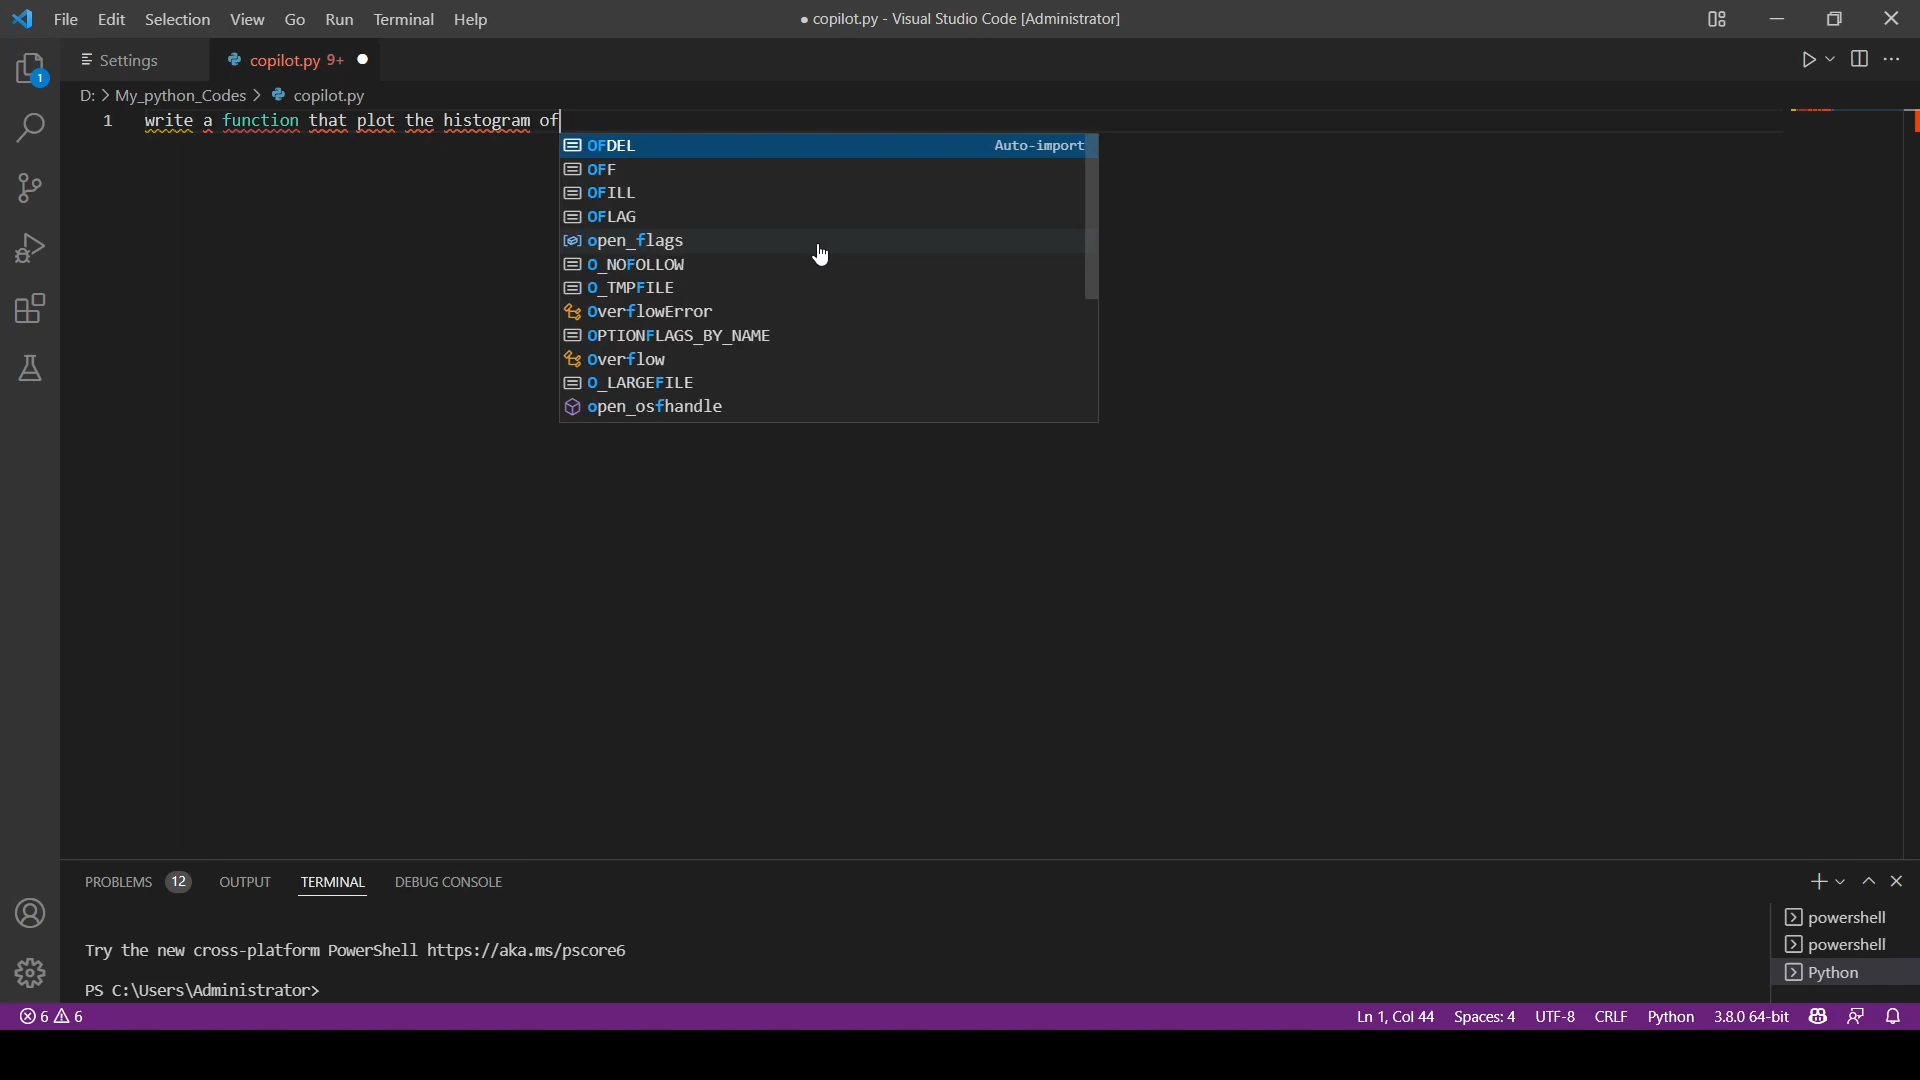 File Edit Selection View Go Run Terminal Help
● copilot.py - Visual Studio Code [Administrator]
1
Settings
copilot.py 9+
D: > My_python_Codes > copilot.py
1 write a function that plot the histogram of
OFDEL Auto-import
OFF
OFILL
OFLAG
open_flags
O_NOFOLLOW
O_TMPFILE
OverflowError
OPTIONFLAGS_BY_NAME
Overflow
O_LARGEFILE
open_osfhandle
PROBLEMS 12 OUTPUT TERMINAL DEBUG CONSOLE
Try the new cross-platform PowerShell https://aka.ms/pscore6
PS C:\Users\Administrator>
powershell
powershell
Python
6 6
Ln 1, Col 44 Spaces: 4 UTF-8 CRLF Python 3.8.0 64-bit